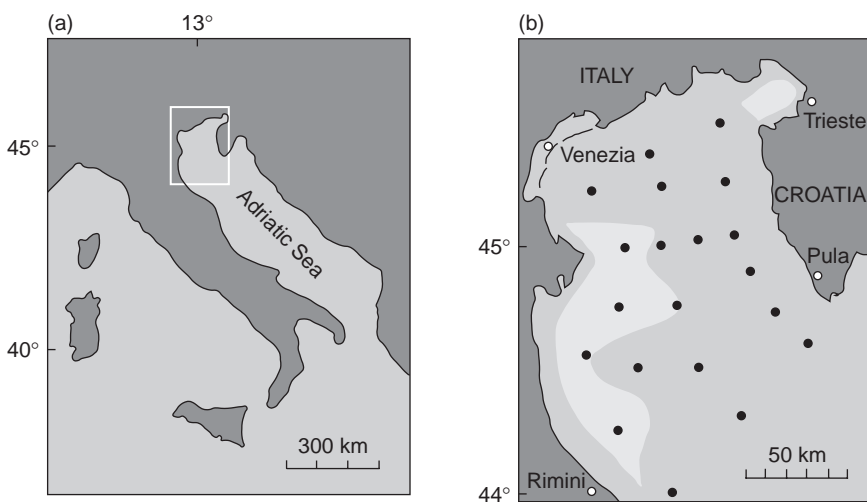 (a)
13°
45°
40°
Adriatic Sea
300 km
(b)
ITALY
Trieste
Venezia
CROATIA
45°
Pula
50 km
Rimini
44°